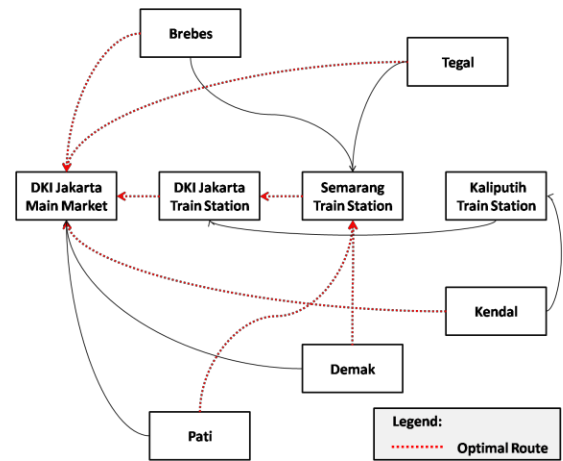 Brebes
Tegal
DKI Jakarta
Main Market
DKI Jakarta
Train Station
Semarang
Train Station
Kaliputih
Train Station
Kendal
Demak
Pati
Legend:
Optimal Route